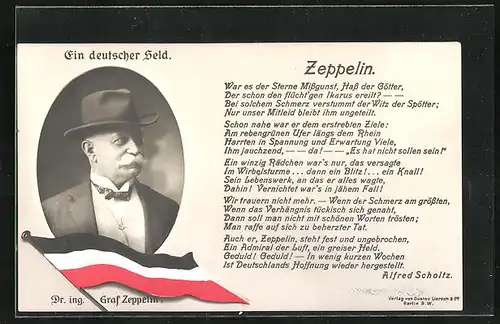 Ein deutscher Held.
Zeppelin.
War es der Sterne Mißgunst, Haß der Götter,
Der schon den flücht'gen Ikarus ereilt? — —
Bei solchem Schmerz verstummt der Witz der Spötter;
Nur unser Mitleid bleibt ihm ungeteilt.
Schon nahe war er dem erstrebten Ziele:
Am rebengrünen Ufer längs dem Rhein
Harrten in Spannung und Erwartung Viele,
Ihm jauchzend, — — da! — — „Es hat nicht sollen sein!"
Ein winzig Rädchen war's nur, das versagte
Im Wirbelsturme . . . dann ein Blitz! . . . ein Knall!
Sein Lebenswerk, an das er alles wagte,
Dahin! Vernichtet war's in jähem Fall!
Wir trauern nicht mehr. — Wenn der Schmerz am größten,
Wenn das Verhängnis tückisch sich genaht,
Dann soll man nicht mit schönen Worten trösten;
Man raffe auf sich zu beherzter Tat.
Auch er, Zeppelin, steht fest und ungebrochen,
Ein Admiral der Luft, ein greiser Held.
Geduld! Geduld! — In wenig kurzen Wochen
Ist Deutschlands Hoffnung wieder hergestellt.
Alfred Scholtz.
Dr. ing. Graf Zeppelin.
Verlag von Gustav Liersch & Co
Berlin S.W.